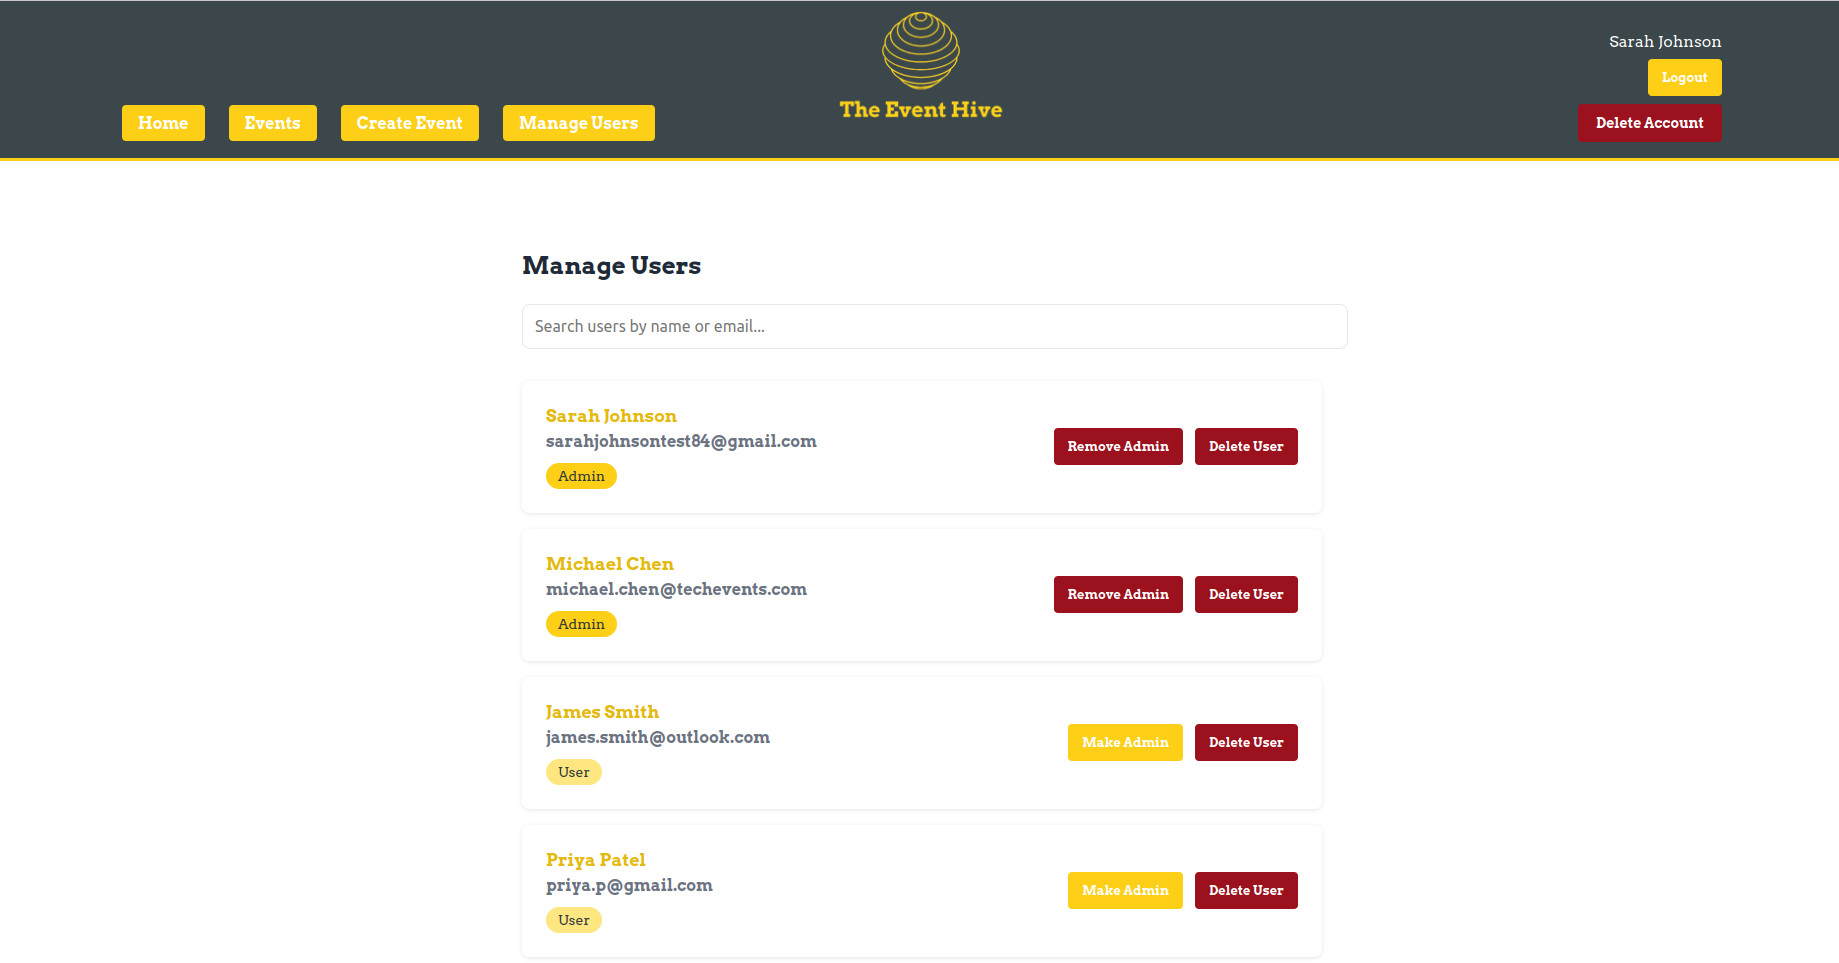 Sarah Johnson
Logout
The Event Hive
Home Events Create Event Manage Users
Delete Account
Manage Users
Search users by name or email...
Sarah Johnson
sarahjohnsontest84@gmail.com
Admin
Remove Admin Delete User
Michael Chen
michael.chen@techevents.com
Admin
Remove Admin Delete User
James Smith
james.smith@outlook.com
User
Make Admin Delete User
Priya Patel
priya.p@gmail.com
User
Make Admin Delete User